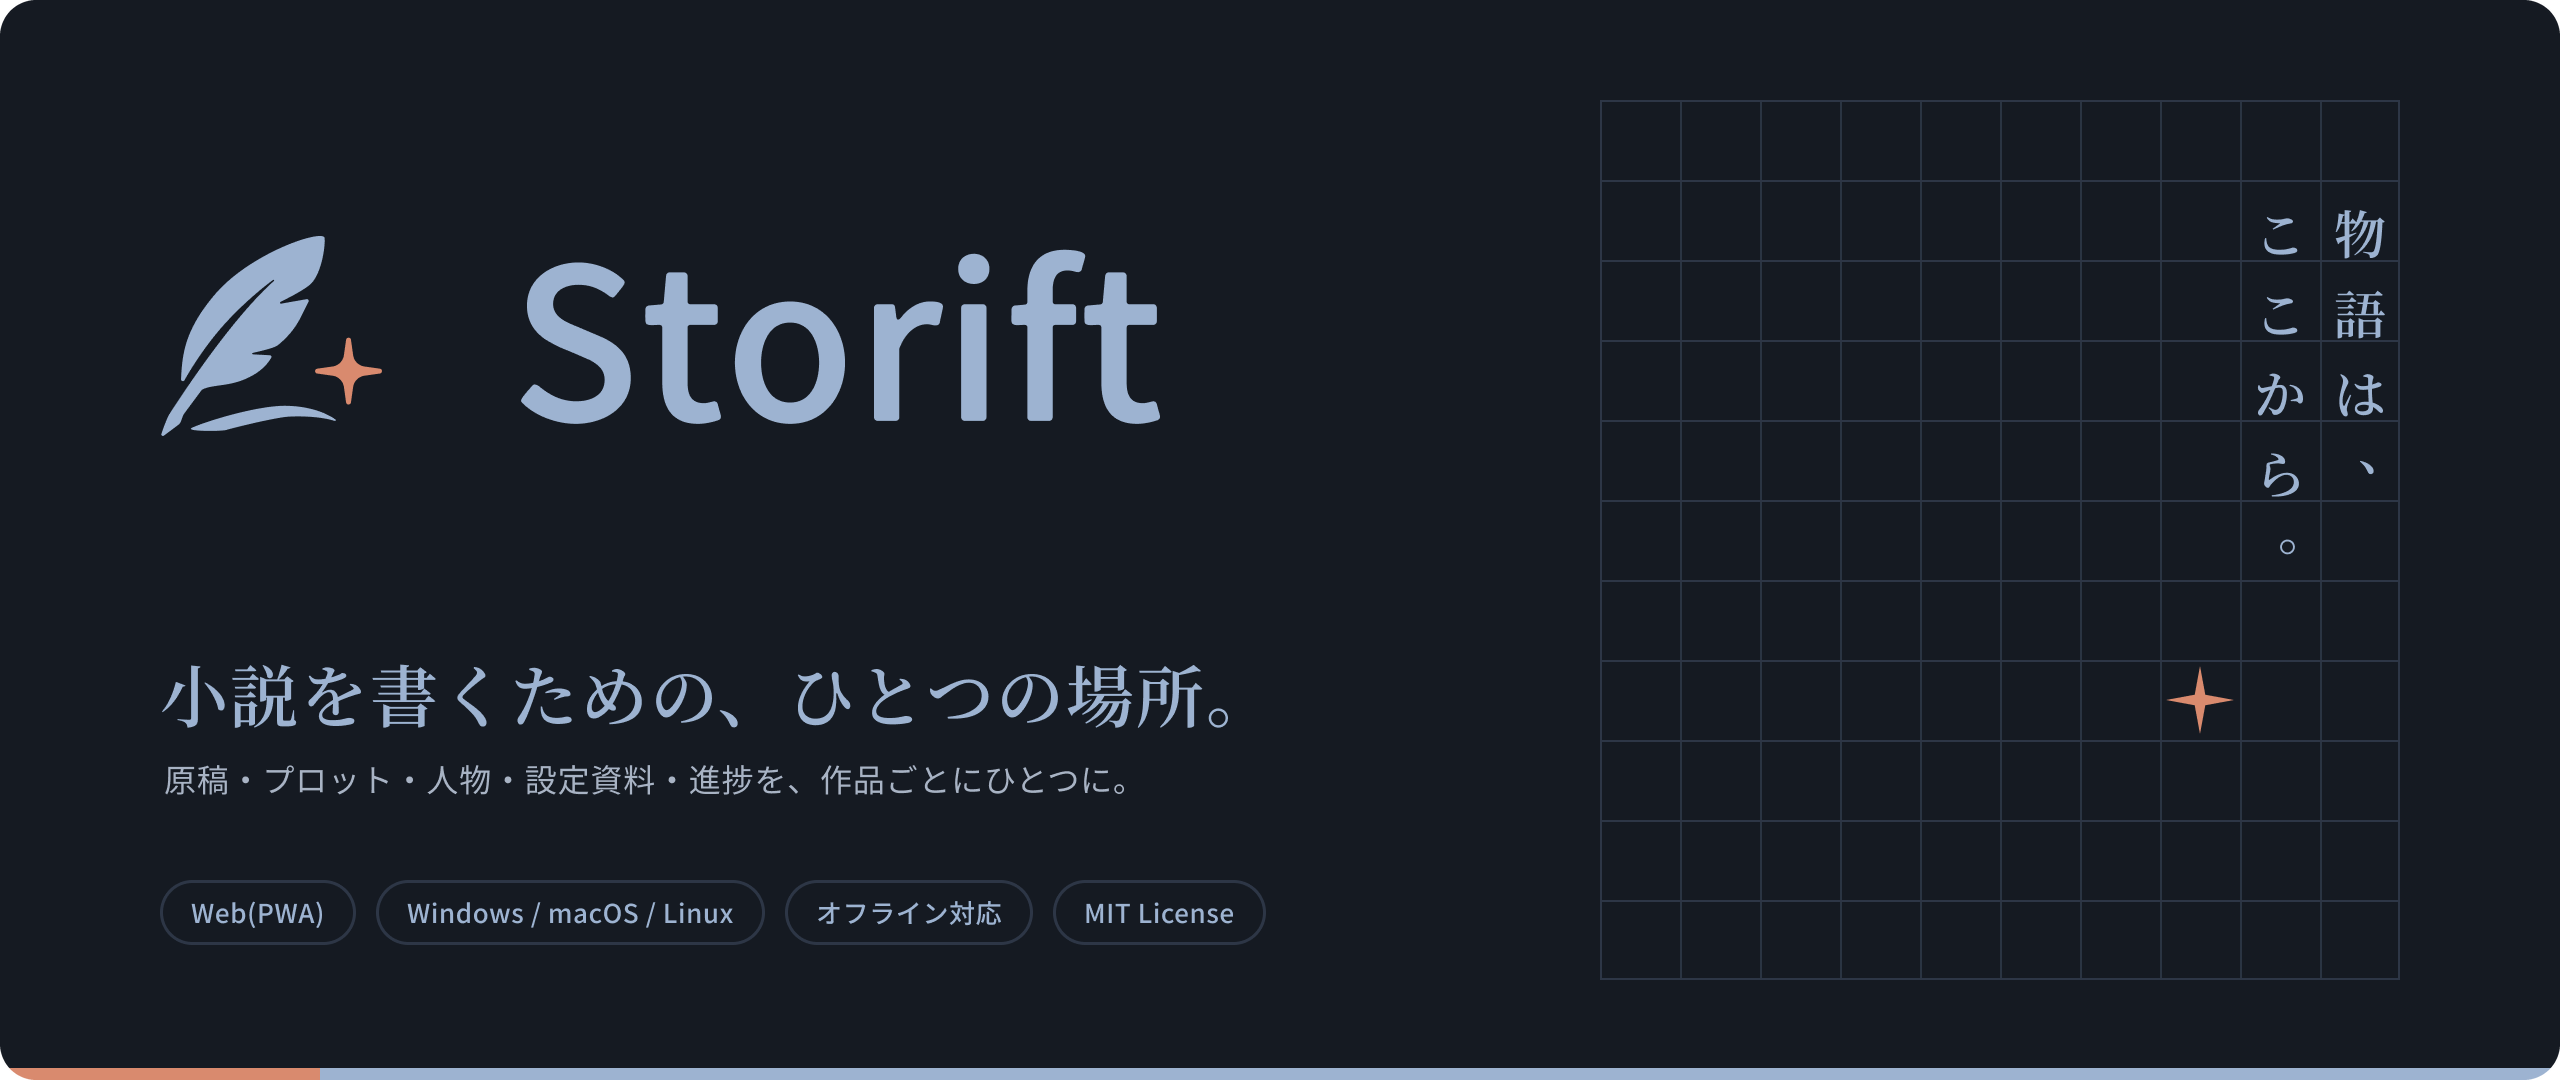 Storift
小説を書くための、ひとつの場所。
原稿・プロット・人物・設定資料・進捗を、作品ごとにひとつに。
Web(PWA)
Windows / macOS / Linux
オフライン対応
MIT License
物語は、
ここから。